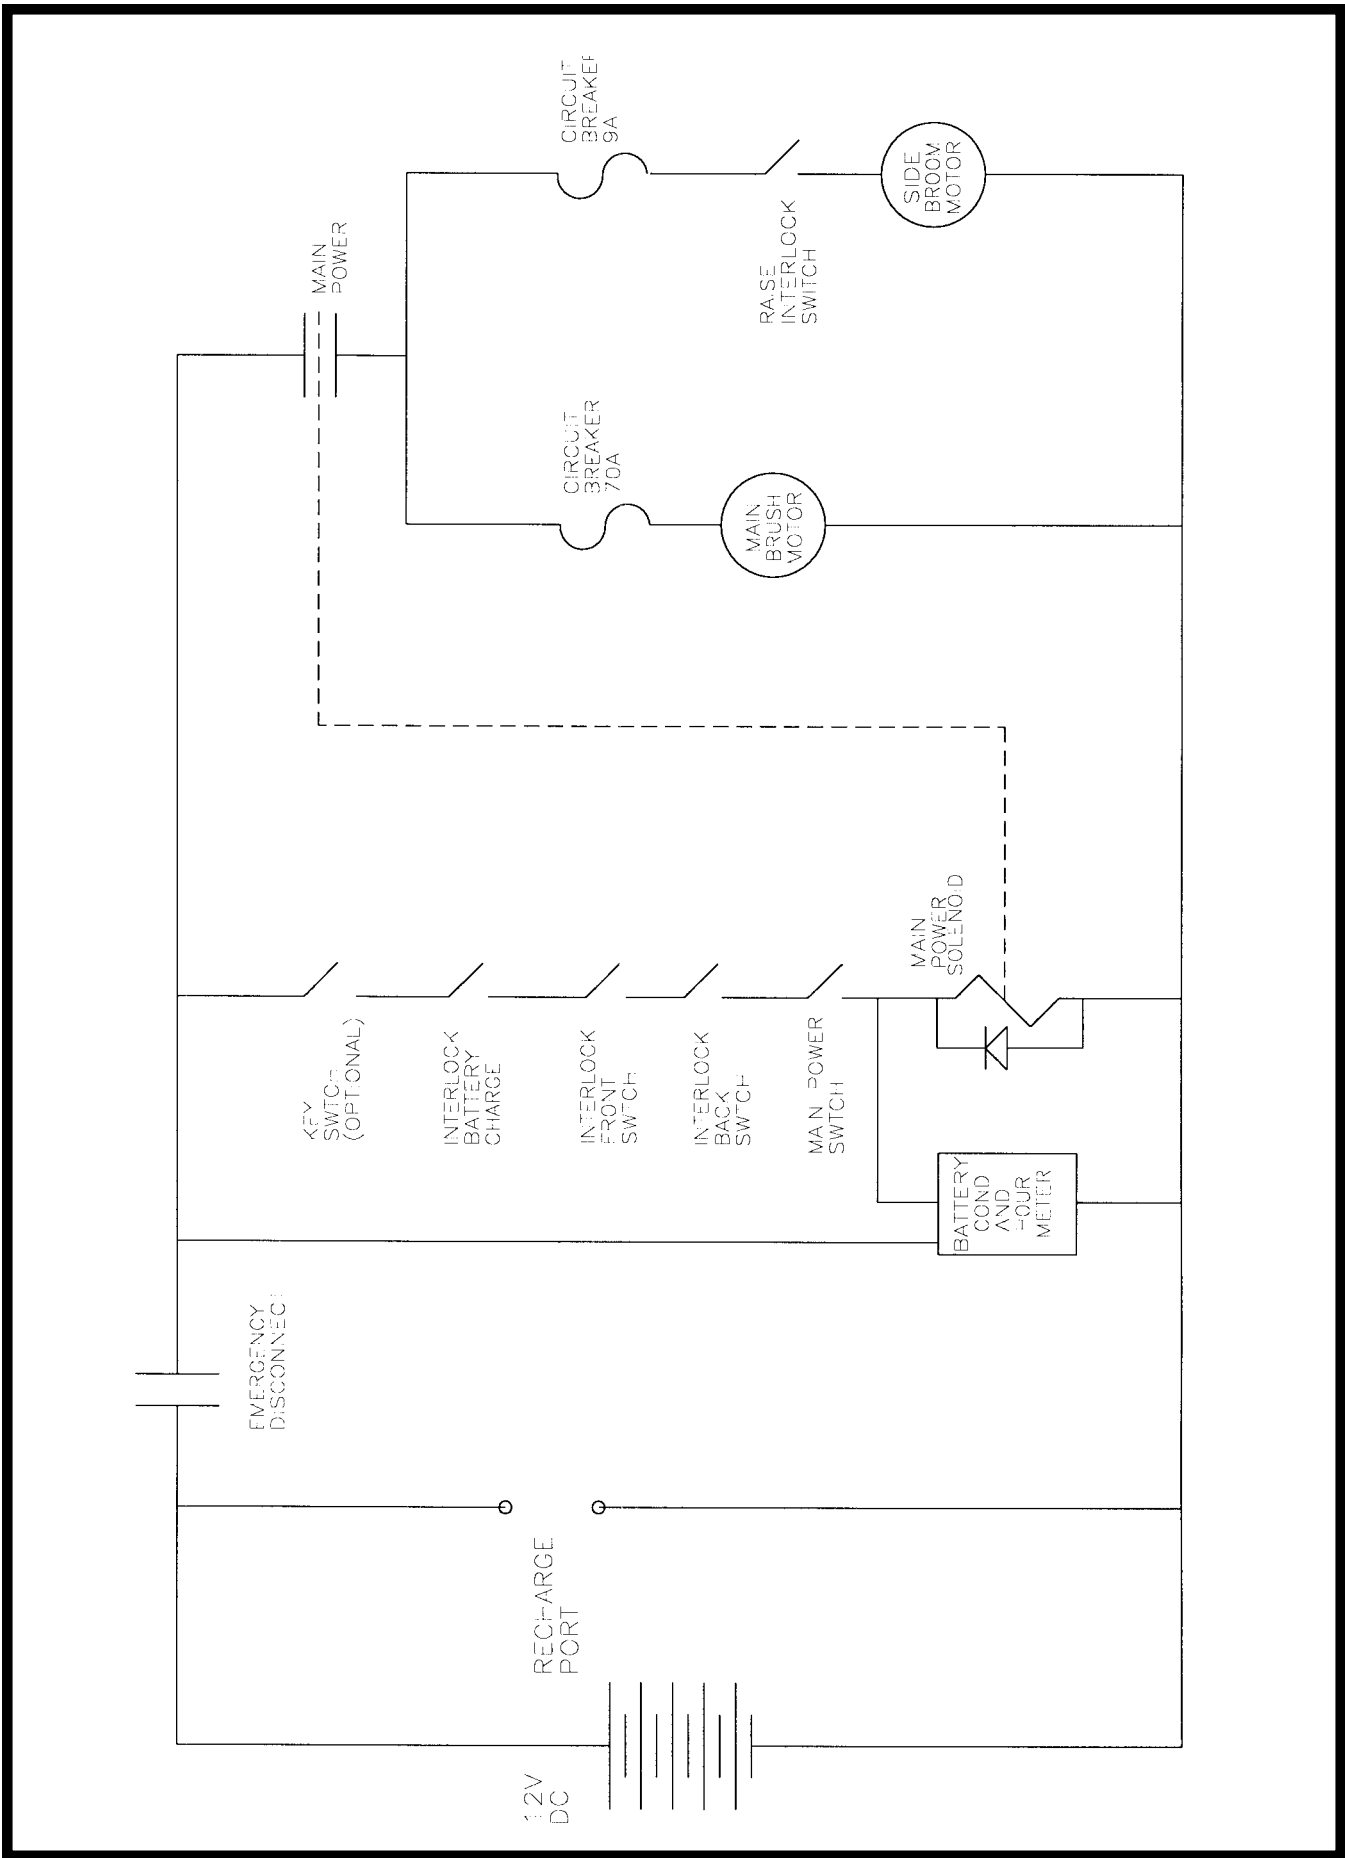 12V
DC
RECHARGE
PORT
EMERGENCY
DISCONNECT
BATTERY
COND
AND
HOUR
METER
KEY
SWITCH
(OPTIONAL)
INTERLOCK
BATTERY
CHARGE
INTERLOCK
FRONT
SWITCH
INTERLOCK
BACK
SWITCH
MAIN POWER
SWITCH
MAIN
POWER
SOLENOID
MAIN
POWER
CIRCUIT
BREAKER
70A
MAIN
BRUSH
MOTOR
CIRCUIT
BREAKER
9A
RAISE
INTERLOCK
SWITCH
SIDE
BROOM
MOTOR